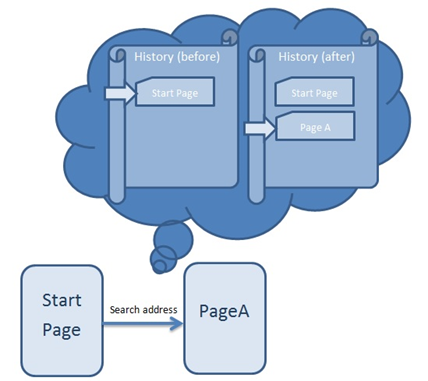 History (before)
Start Page
History (after)
Start Page
Page A
Start
Page
Search address
PageA